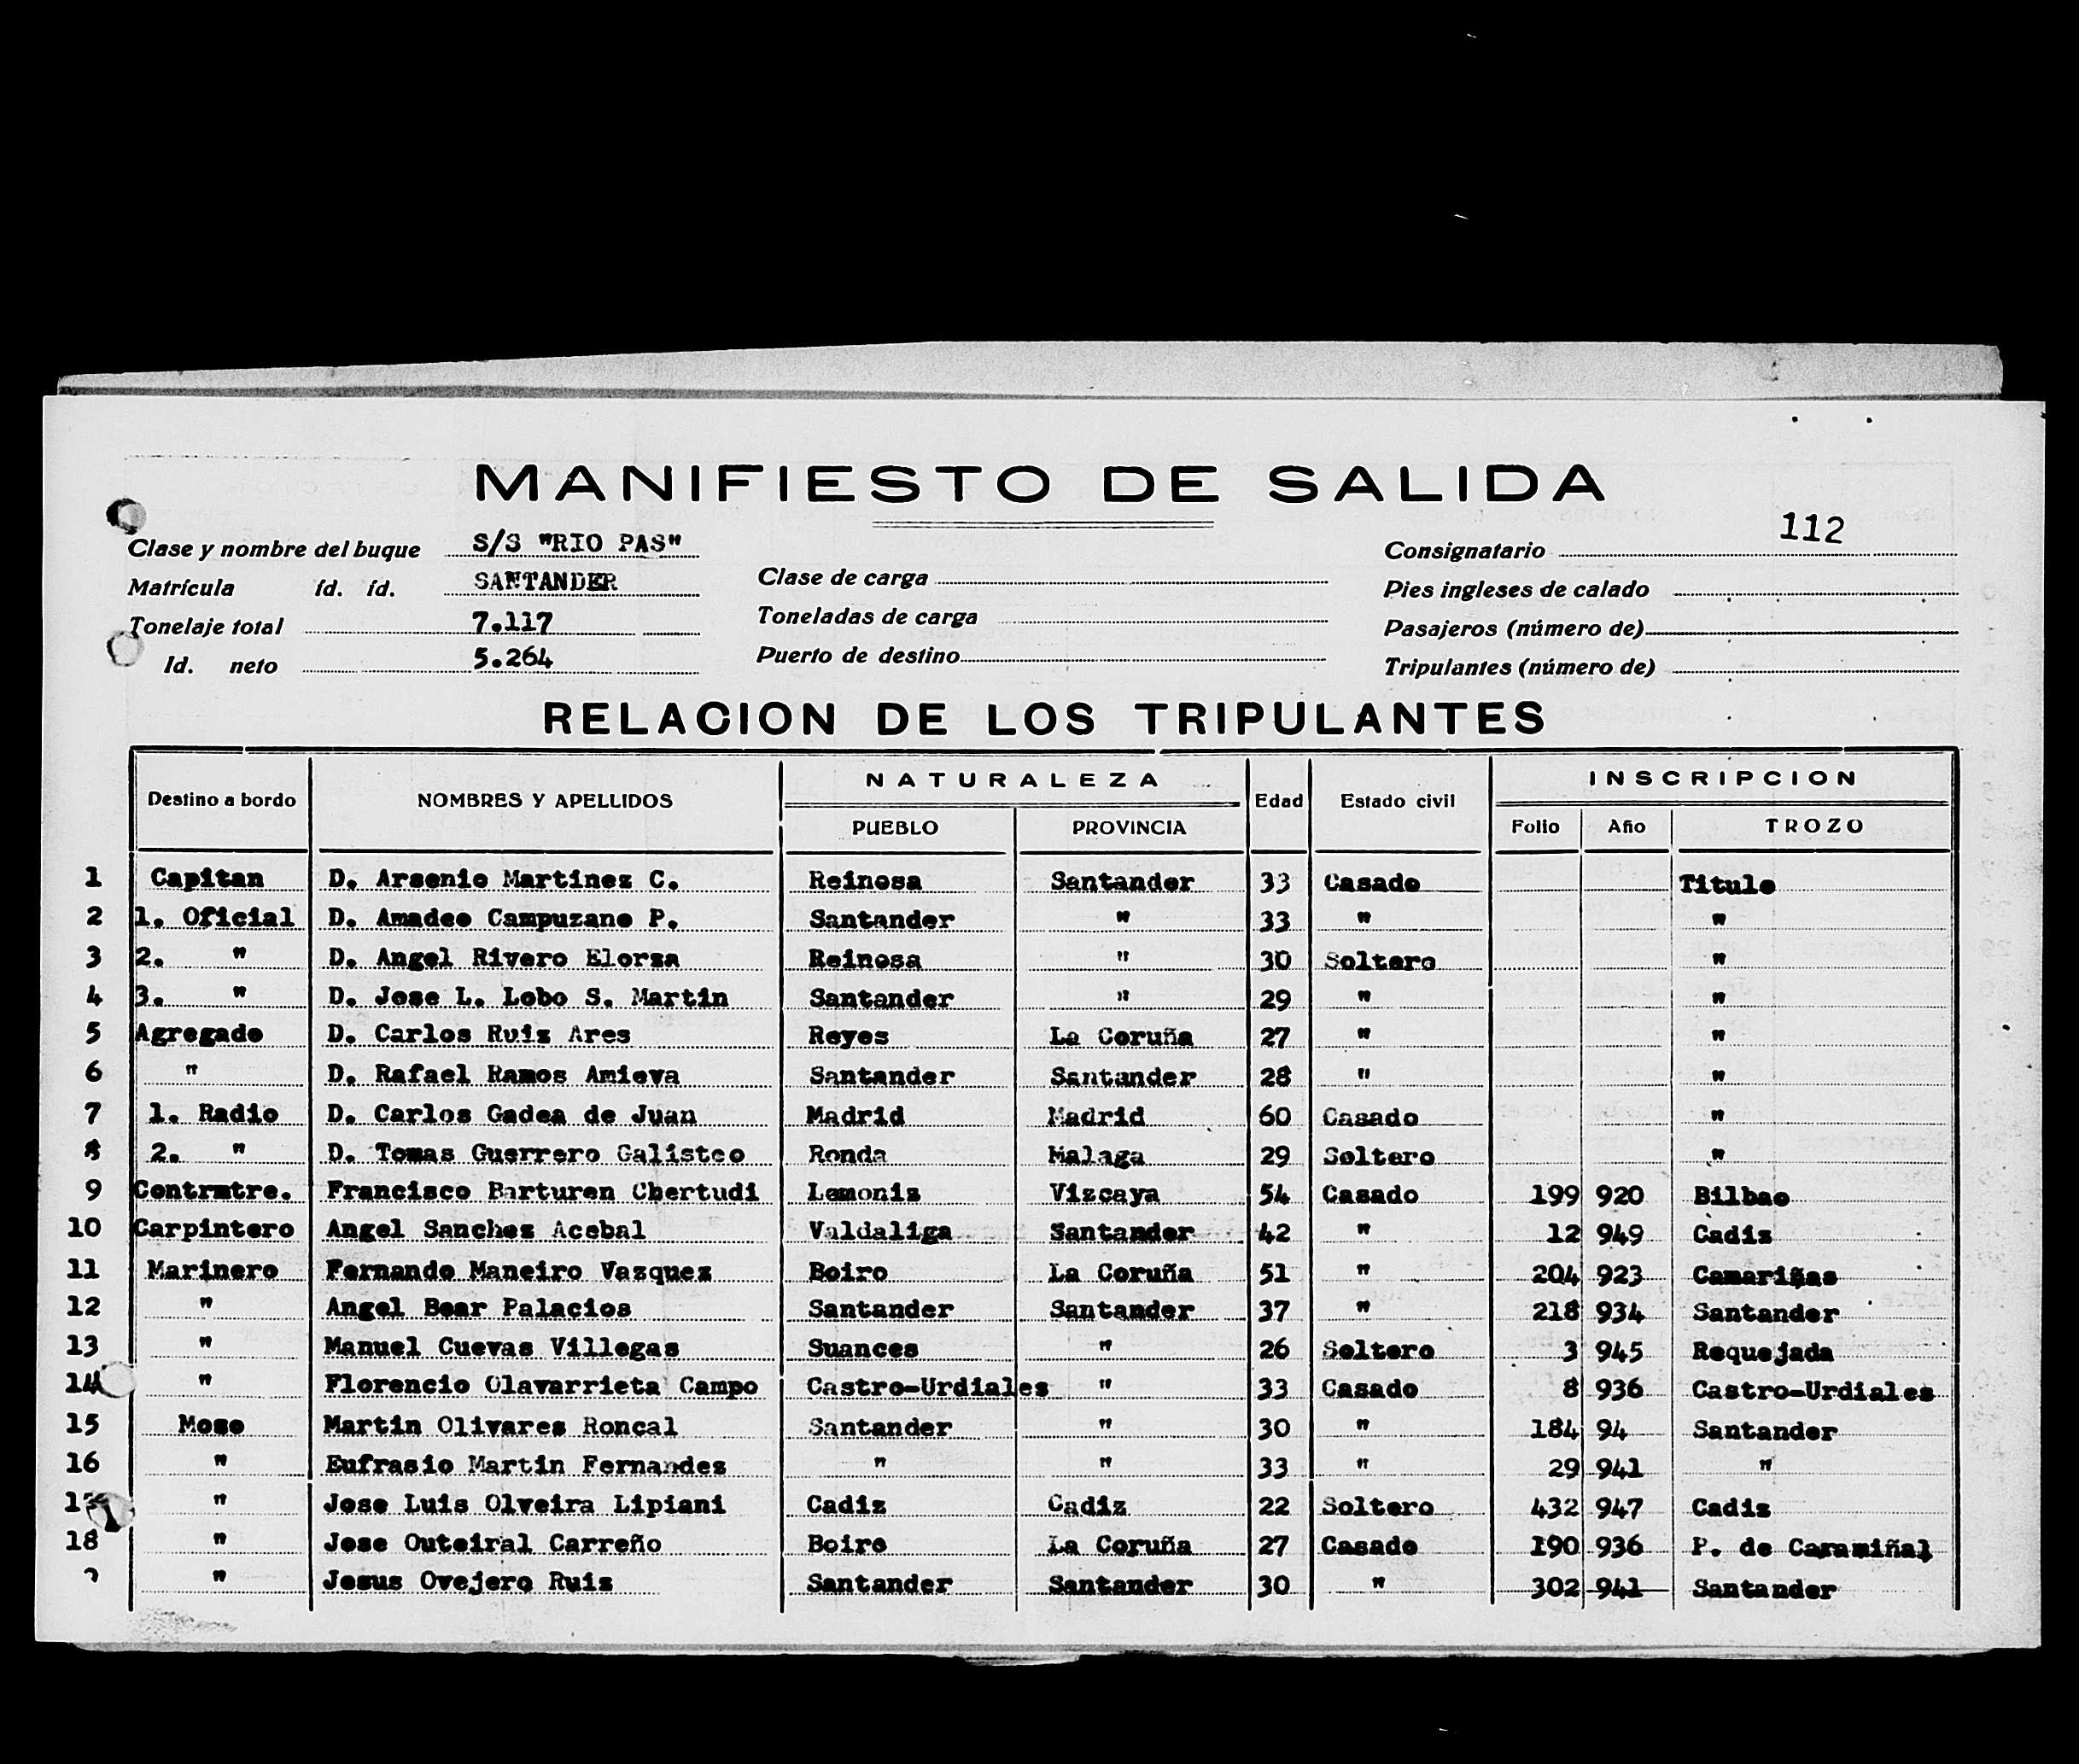 MANIFIESTO DE SALIDA
112
Clase y nombre del buque S/S "RIO PAS"
Matrícula íd. íd. SANTANDER
Tonelaje total 7.117
Id. neto 5.264
Clase de carga
Toneladas de carga
Puerto de destino
Consignatario
Pies ingleses de calado
Pasajeros (número de)
Tripulantes (número de)
RELACION DE LOS TRIPULANTES
Destino a bordo NOMBRES Y APELLIDOS NATURALEZA Edad Estado civil INSCRIPCION
PUEBLO PROVINCIA Folio Año TROZO
1 Capitan D. Arsenio Martinez C. Reinosa Santander 33 Casado Titulo
2 1. Oficial D. Amadeo Campuzano P. Santander " 33 " "
3 2. " D. Angel Rivero Elorza Reinosa " 30 Soltero "
4 3. " D. Jose L. Lobo S. Martin Santander " 29 " "
5 Agregado D. Carlos Ruiz Ares Reyes La Coruña 27 " "
6 " D. Rafael Ramos Amieva Santander Santander 28 " "
7 1. Radio D. Carlos Gadea de Juan Madrid Madrid 60 Casado "
8 2. " D. Tomas Guerrero Galisteo Ronda Malaga 29 Soltero "
9 Contrmtre. Francisco Barturen Chertudi Lemoniz Vizcaya 54 Casado 199 920 Bilbao
10 Carpintero Angel Sanchez Acebal Valdaliga Santander 42 " 12 949 Cadiz
11 Marinero Fernando Maneiro Vazquez Boiro La Coruña 51 " 204 923 Camariñas
12 " Angel Bear Palacios Santander Santander 37 " 218 934 Santander
13 " Manuel Cuevas Villegas Suances " 26 Soltero 3 945 Requejada
14 " Florencio Olavarrieta Campo Castro-Urdiales " 33 Casado 8 936 Castro-Urdiales
15 Mozo Martin Olivares Roncal Santander " 30 " 184 94 Santander
16 " Eufrasio Martin Fernandez " " 33 " 29 941 "
17 " Jose Luis Olveira Lipiani Cadiz Cadiz 22 Soltero 432 947 Cadiz
18 " Jose Outeiral Carreño Boiro La Coruña 27 Casado 190 936 P. de Caramiñal
" Jesus Ovejero Ruiz Santander Santander 30 " 302 941 Santander